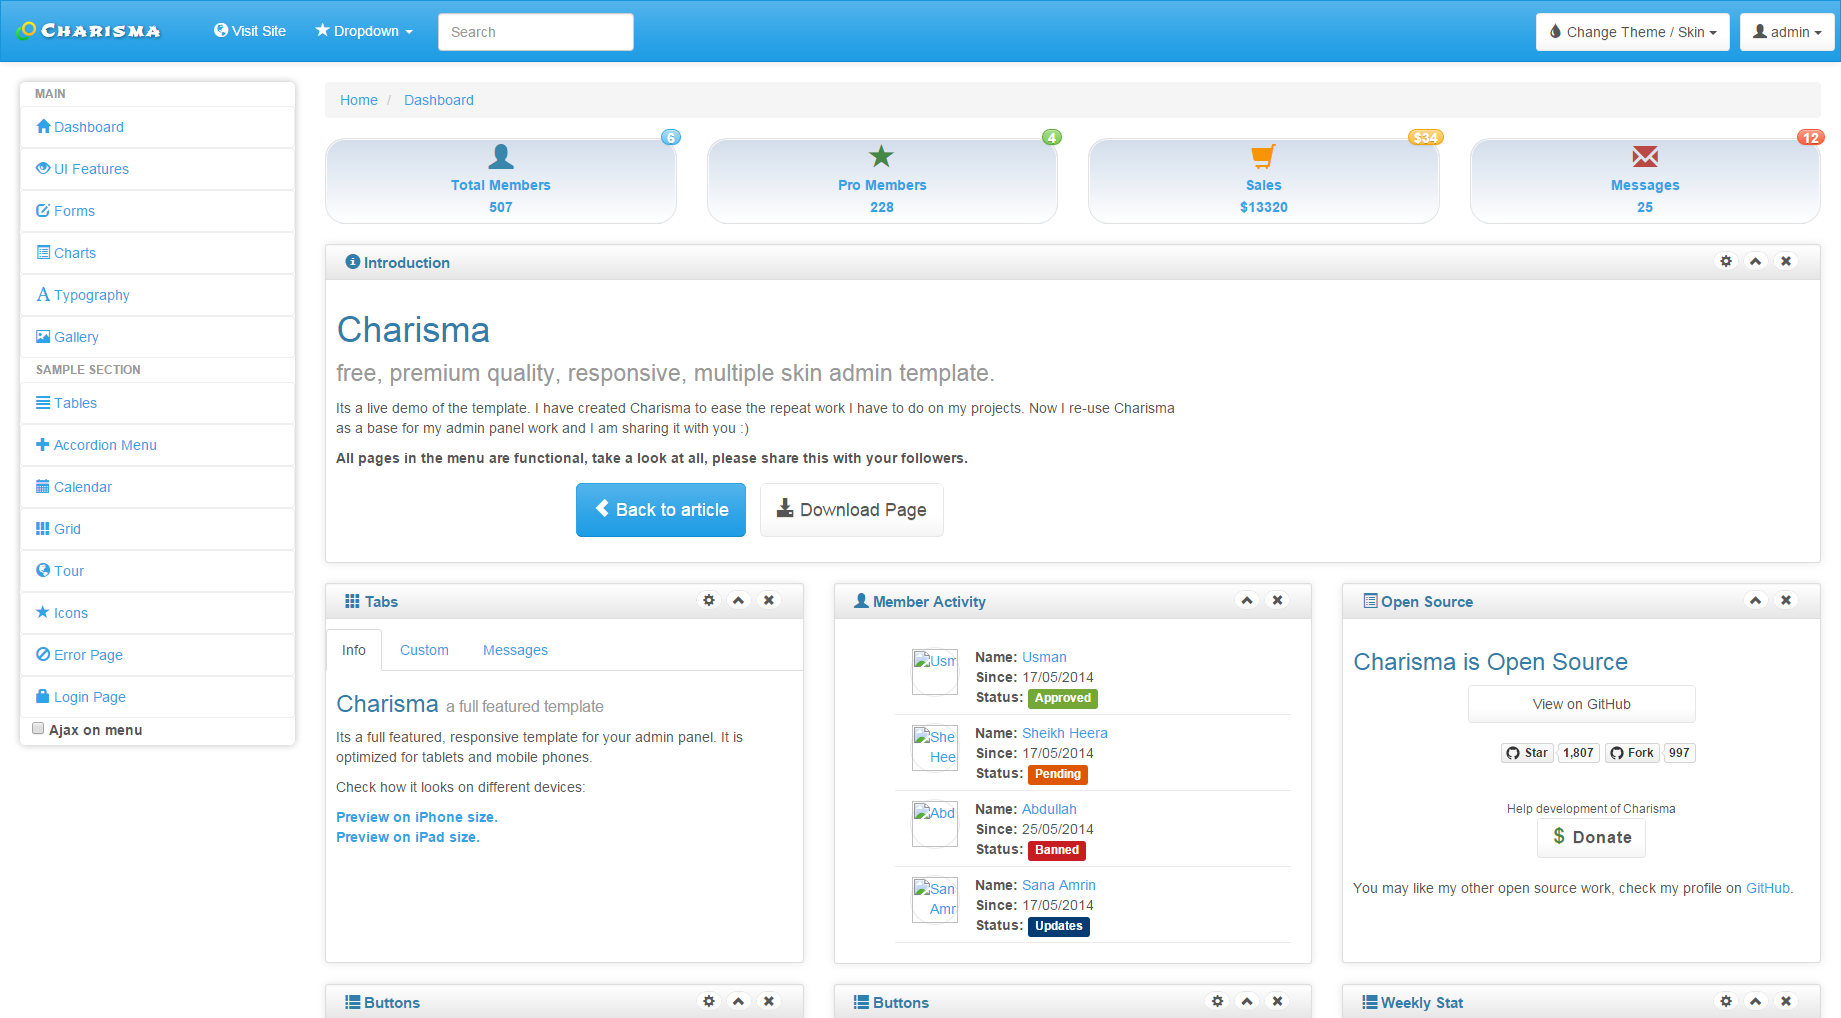 CHARISMA
Visit Site
Dropdown
Search
Change Theme / Skin
admin
MAIN
Dashboard
UI Features
Forms
Charts
Typography
Gallery
SAMPLE SECTION
Tables
Accordion Menu
Calendar
Grid
Tour
Icons
Error Page
Login Page
Ajax on menu
Home / Dashboard
6
Total Members
507
4
Pro Members
228
$34
Sales
$13320
12
Messages
25
Introduction
Charisma
free, premium quality, responsive, multiple skin admin template.
Its a live demo of the template. I have created Charisma to ease the repeat work I have to do on my projects. Now I re-use Charisma
as a base for my admin panel work and I am sharing it with you :)
All pages in the menu are functional, take a look at all, please share this with your followers.
Back to article
Download Page
Tabs
Info
Custom
Messages
Charisma a full featured template
Its a full featured, responsive template for your admin panel. It is
optimized for tablets and mobile phones.
Check how it looks on different devices:
Preview on iPhone size.
Preview on iPad size.
Member Activity
Usm
Name: Usman
Since: 17/05/2014
Status: Approved
She
Hee
Name: Sheikh Heera
Since: 17/05/2014
Status: Pending
Abd
Name: Abdullah
Since: 25/05/2014
Status: Banned
San
Amr
Name: Sana Amrin
Since: 17/05/2014
Status: Updates
Open Source
Charisma is Open Source
View on GitHub
Star 1,807 Fork 997
Help development of Charisma
$ Donate
You may like my other open source work, check my profile on GitHub.
Buttons
Buttons
Weekly Stat